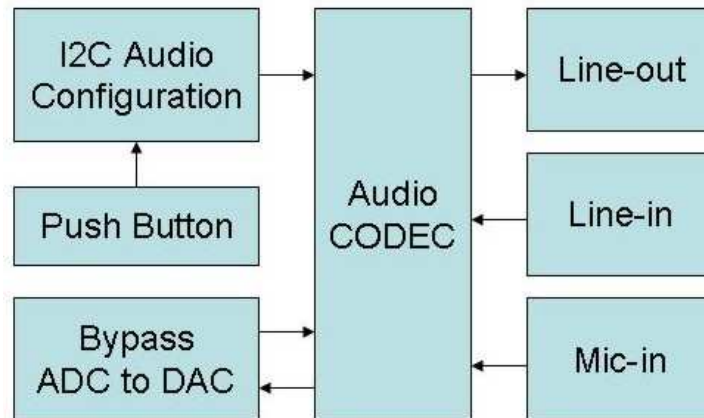 I2C Audio
Configuration
Push Button
Bypass
ADC to DAC
Audio
CODEC
Line-out
Line-in
Mic-in